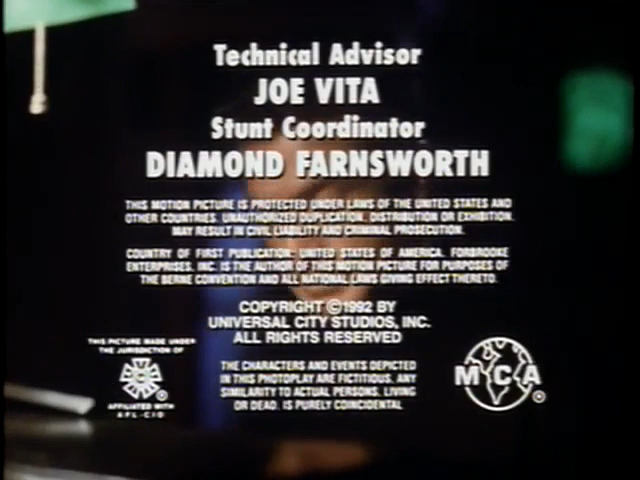 Technical Advisor
JOE VITA
Stunt Coordinator
DIAMOND FARNSWORTH
THIS MOTION PICTURE IS PROTECTED UNDER LAWS OF THE UNITED STATES AND
OTHER COUNTRIES. UNAUTHORIZED DUPLICATION, DISTRIBUTION OR EXHIBITION
MAY RESULT IN CIVIL LIABILITY AND CRIMINAL PROSECUTION.
COUNTRY OF FIRST PUBLICATION: UNITED STATES OF AMERICA. FORBROOKE
ENTERPRISES, INC. IS THE AUTHOR OF THIS MOTION PICTURE FOR PURPOSES OF
THE BERNE CONVENTION AND ALL NATIONAL LAWS GIVING EFFECT THERETO.
COPYRIGHT ©1992 BY
UNIVERSAL CITY STUDIOS, INC.
ALL RIGHTS RESERVED
THIS PICTURE MADE UNDER
THE JURISDICTION OF
®
AFFILIATED WITH
AFL-CIO
THE CHARACTERS AND EVENTS DEPICTED
IN THIS PHOTOPLAY ARE FICTITIOUS. ANY
SIMILARITY TO ACTUAL PERSONS, LIVING
OR DEAD, IS PURELY COINCIDENTAL
MCA ®